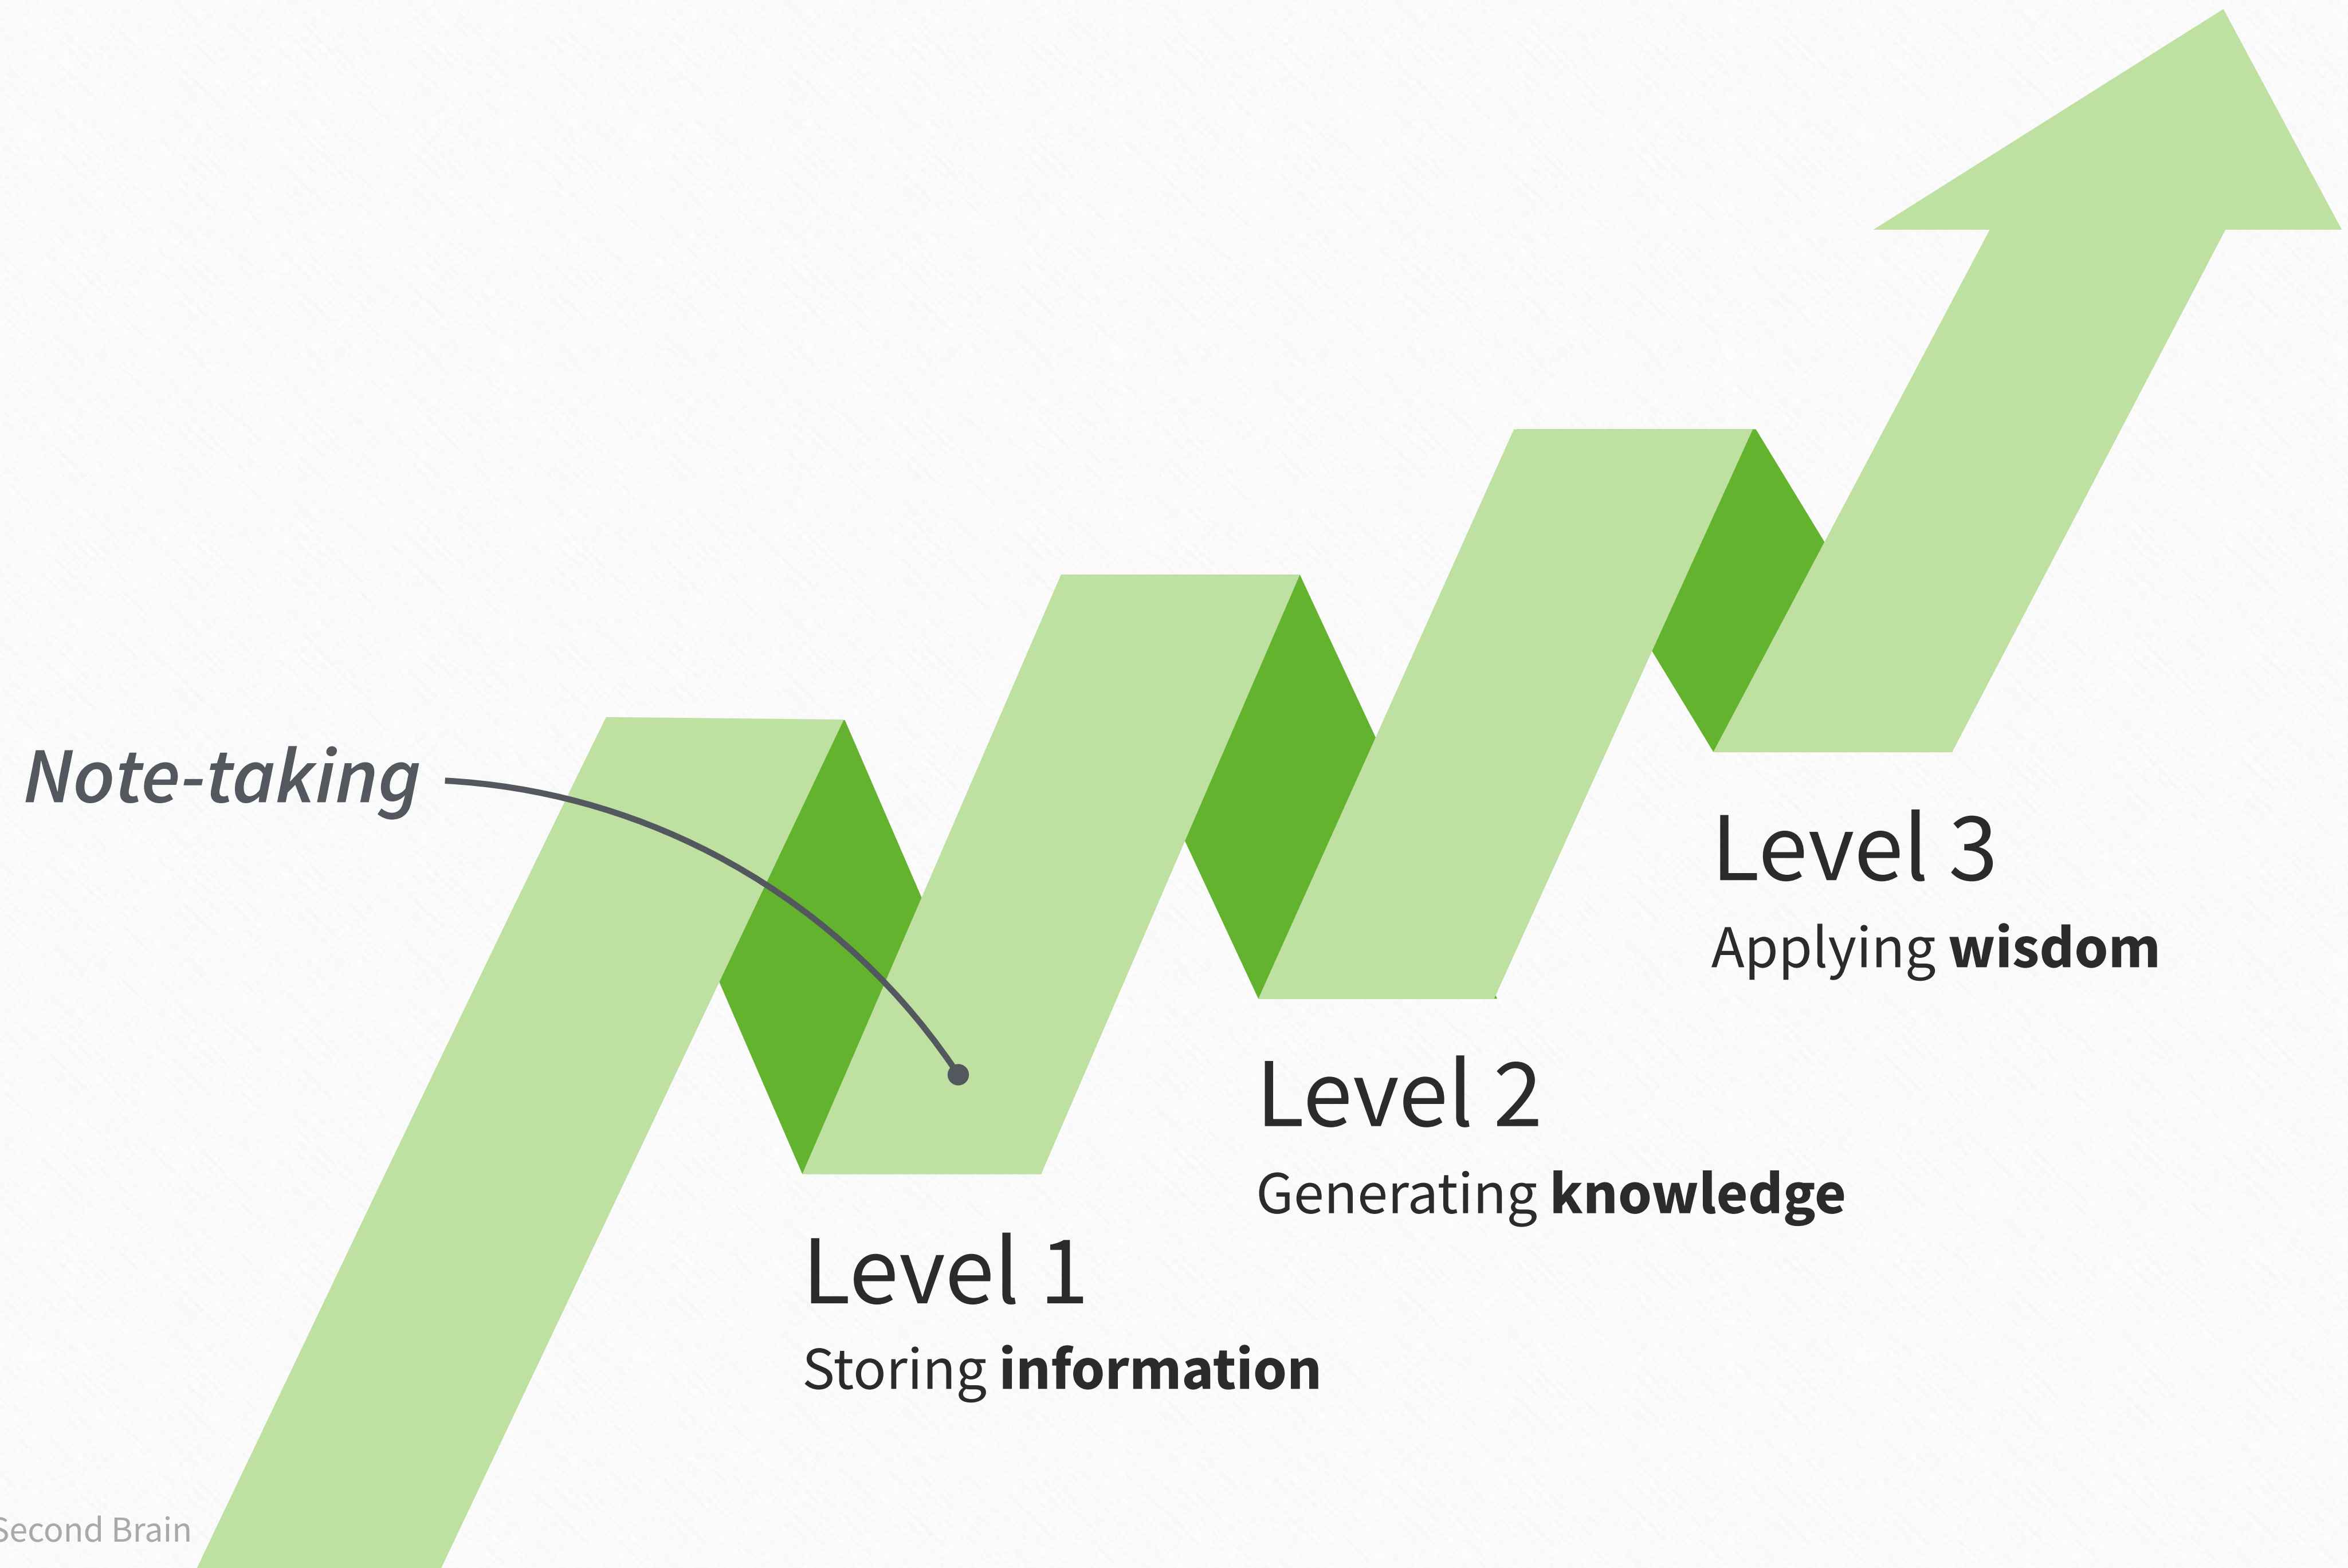 Note-taking
Level 1
Storing information
Level 2
Generating knowledge
Level 3
Applying wisdom
Second Brain